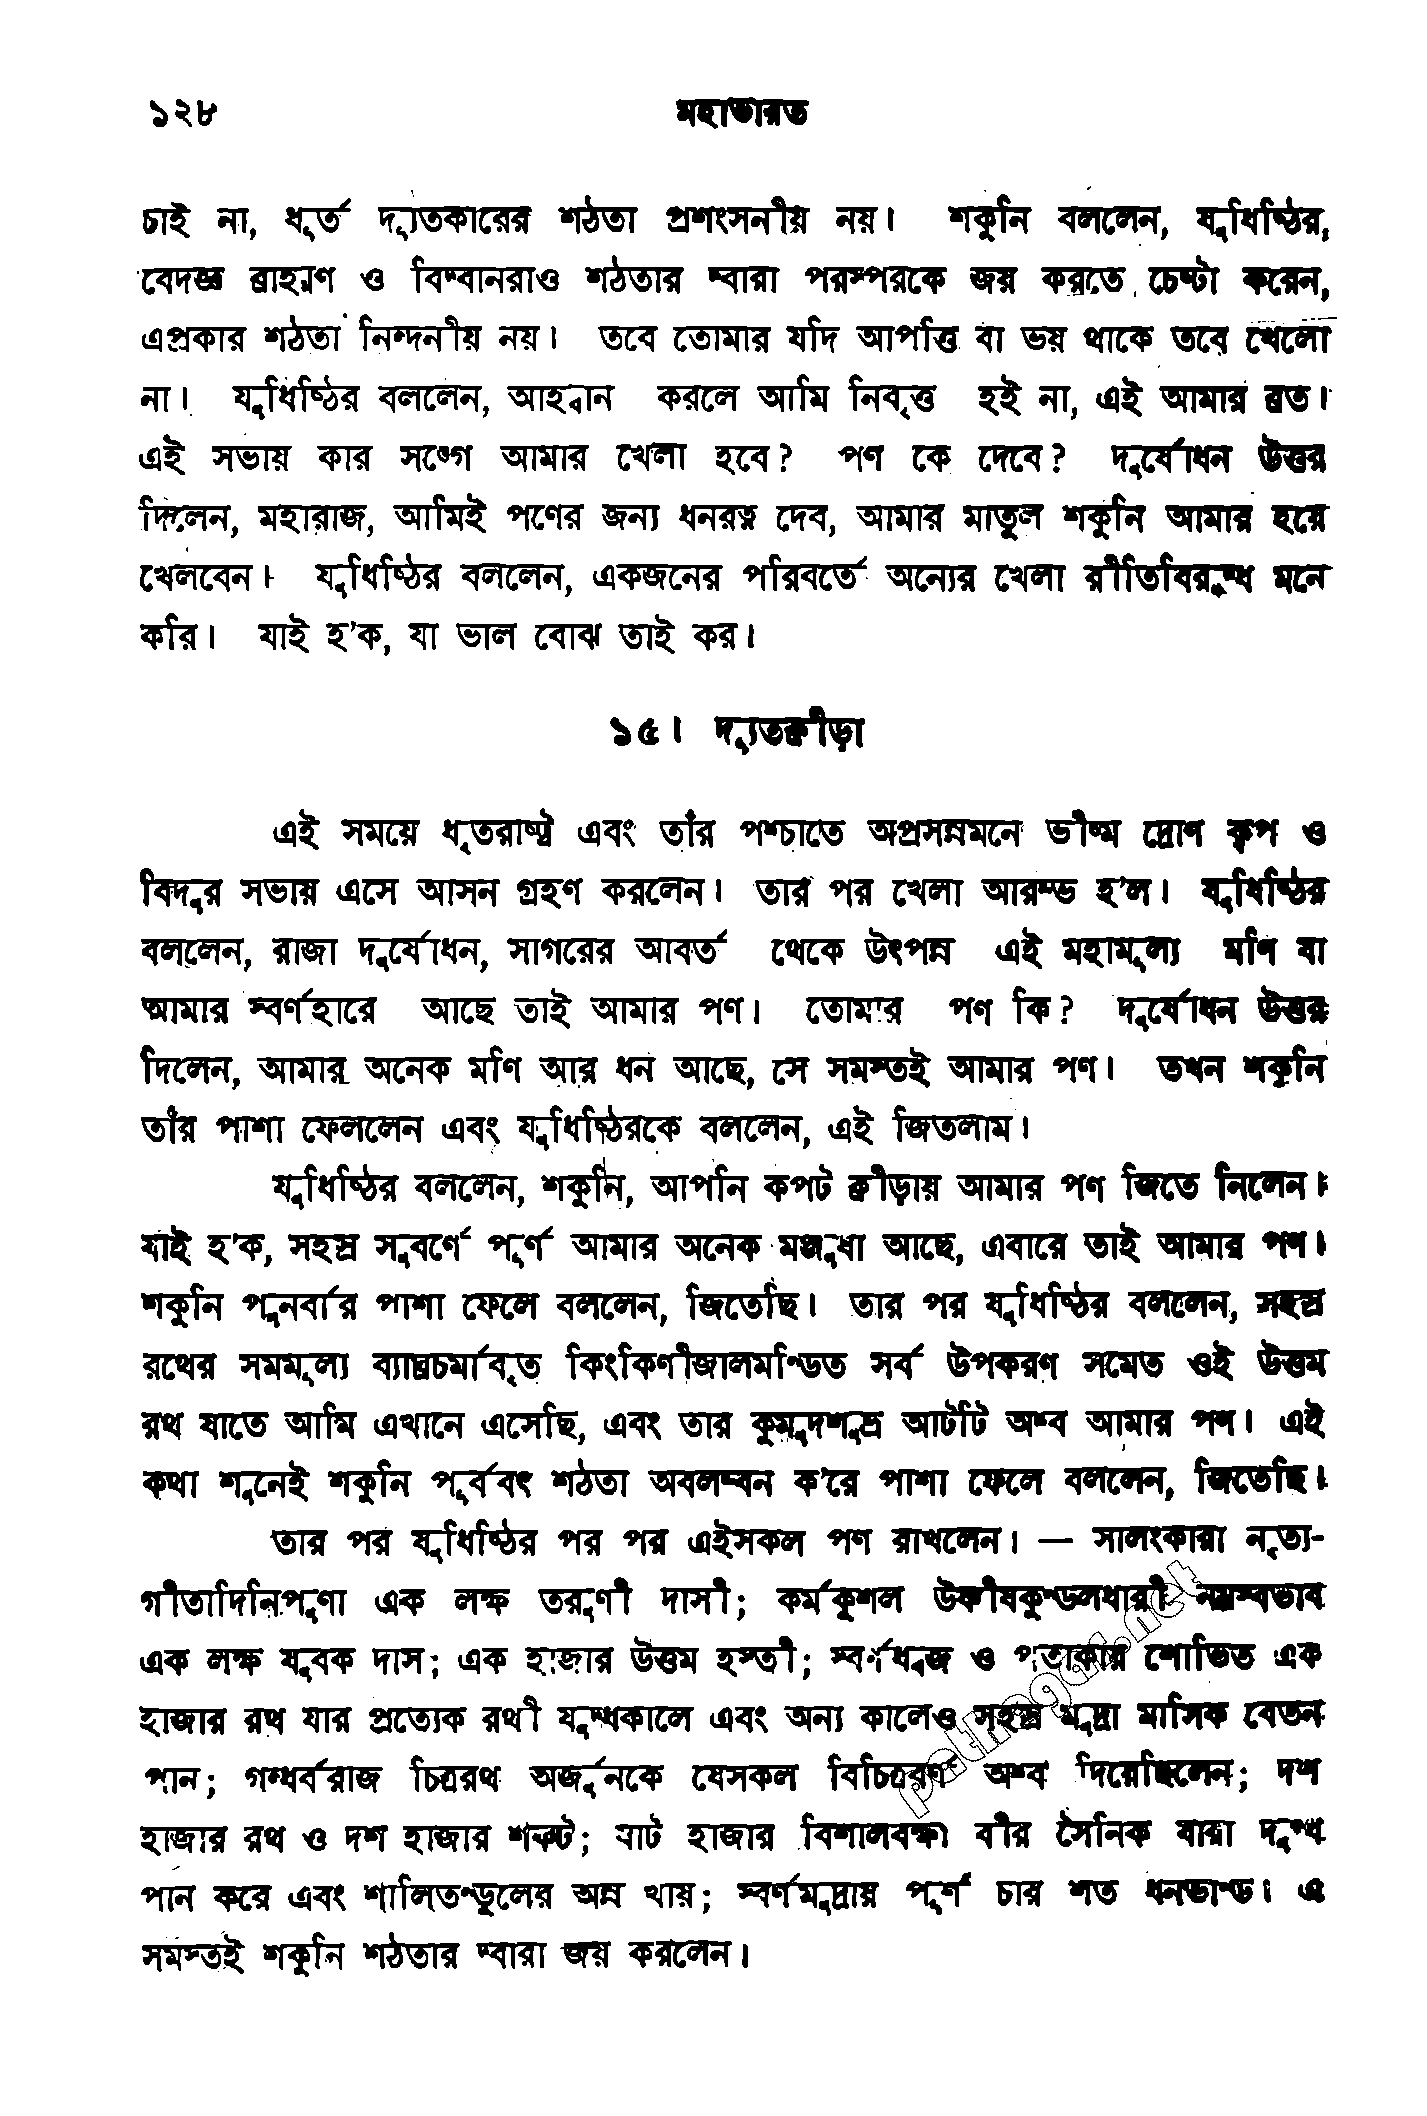 ১২৮ মহাভারত
চাই না, ধূর্ত দ্যূতকারের শঠতা প্রশংসনীয় নয়। শকুনি বললেন, যুধিষ্ঠির,
বেদজ্ঞ ব্রাহ্মণ ও বিদ্বানরাও শঠতার দ্বারা পরস্পরকে জয় করতে চেষ্টা করেন,
এপ্রকার শঠতা নিন্দনীয় নয়। তবে তোমার যদি আপত্তি বা ভয় থাকে তবে খেলো
না। যুধিষ্ঠির বললেন, আহ্বান করলে আমি নিবৃত্ত হই না, এই আমার ব্রত।
এই সভায় কার সঙ্গে আমার খেলা হবে? পণ কে দেবে? দুর্যোধন উত্তর
দিলেন, মহারাজ, আমিই পণের জন্য ধনরত্ন দেব, আমার মাতুল শকুনি আমার হয়ে
খেলবেন। যুধিষ্ঠির বললেন, একজনের পরিবর্তে অন্যের খেলা রীতিবিরুদ্ধ মনে
করি। যাই হ'ক, যা ভাল বোঝ তাই কর।
১৫। দ্যূতক্রীড়া
এই সময়ে ধৃতরাষ্ট্র এবং তাঁর পশ্চাতে অপ্রসন্নমনে ভীষ্ম দ্রোণ কৃপ ও
বিদুর সভায় এসে আসন গ্রহণ করলেন। তার পর খেলা আরম্ভ হ'ল। যুধিষ্ঠির
বললেন, রাজা দুর্যোধন, সাগরের আবর্ত থেকে উৎপন্ন এই মহামূল্য মণি যা
আমার স্বর্ণহারে আছে তাই আমার পণ। তোমার পণ কি? দুর্যোধন উত্তর
দিলেন, আমার অনেক মণি আর ধন আছে, সে সমস্তই আমার পণ। তখন শকুনি
তাঁর পাশা ফেললেন এবং যুধিষ্ঠিরকে বললেন, এই জিতলাম।
যুধিষ্ঠির বললেন, শকুনি, আপনি কপট ক্রীড়ায় আমার পণ জিতে নিলেন।
যাই হ'ক, সহস্র সুবর্ণে পূর্ণ আমার অনেক মঞ্জুষা আছে, এবারে তাই আমার পণ।
শকুনি পুনর্বার পাশা ফেলে বললেন, জিতেছি। তার পর যুধিষ্ঠির বললেন, সহস্র
রথের সমমূল্য ব্যাঘ্রচর্মাবৃত কিংকিণীজালমণ্ডিত সর্ব উপকরণ সমেত ওই উত্তম
রথ যাতে আমি এখানে এসেছি, এবং তার কুমুদশুভ্র আটটি অশ্ব আমার পণ। এই
কথা শুনেই শকুনি পূর্ববৎ শঠতা অবলম্বন ক'রে পাশা ফেলে বললেন, জিতেছি।
তার পর যুধিষ্ঠির পর পর এইসকল পণ রাখলেন। — সালংকারা নৃত্য-
গীতাদিনিপুণা এক লক্ষ তরুণী দাসী; কর্মকুশল উষ্ণীষকুণ্ডলধারী নম্রস্বভাব
এক লক্ষ যুবক দাস; এক হাজার উত্তম হস্তী; স্বর্ণধ্বজ ও পতাকায় শোভিত এক
হাজার রথ যার প্রত্যেক রথী যুদ্ধকালে এবং অন্য কালেও সহস্র মুদ্রা মাসিক বেতন
পান; গন্ধর্বরাজ চিত্ররথ অর্জুনকে যেসকল বিচিত্রবর্ণ অশ্ব দিয়েছিলেন; দশ
হাজার রথ ও দশ হাজার শকট; ষাট হাজার বিশালবক্ষা বীর সৈনিক যারা দুগ্ধ
পান করে এবং শালিতণ্ডুলের অন্ন খায়; স্বর্ণমুদ্রায় পূর্ণ চার শত ধনভাণ্ড। এ
সমস্তই শকুনি শঠতার দ্বারা জয় করলেন।